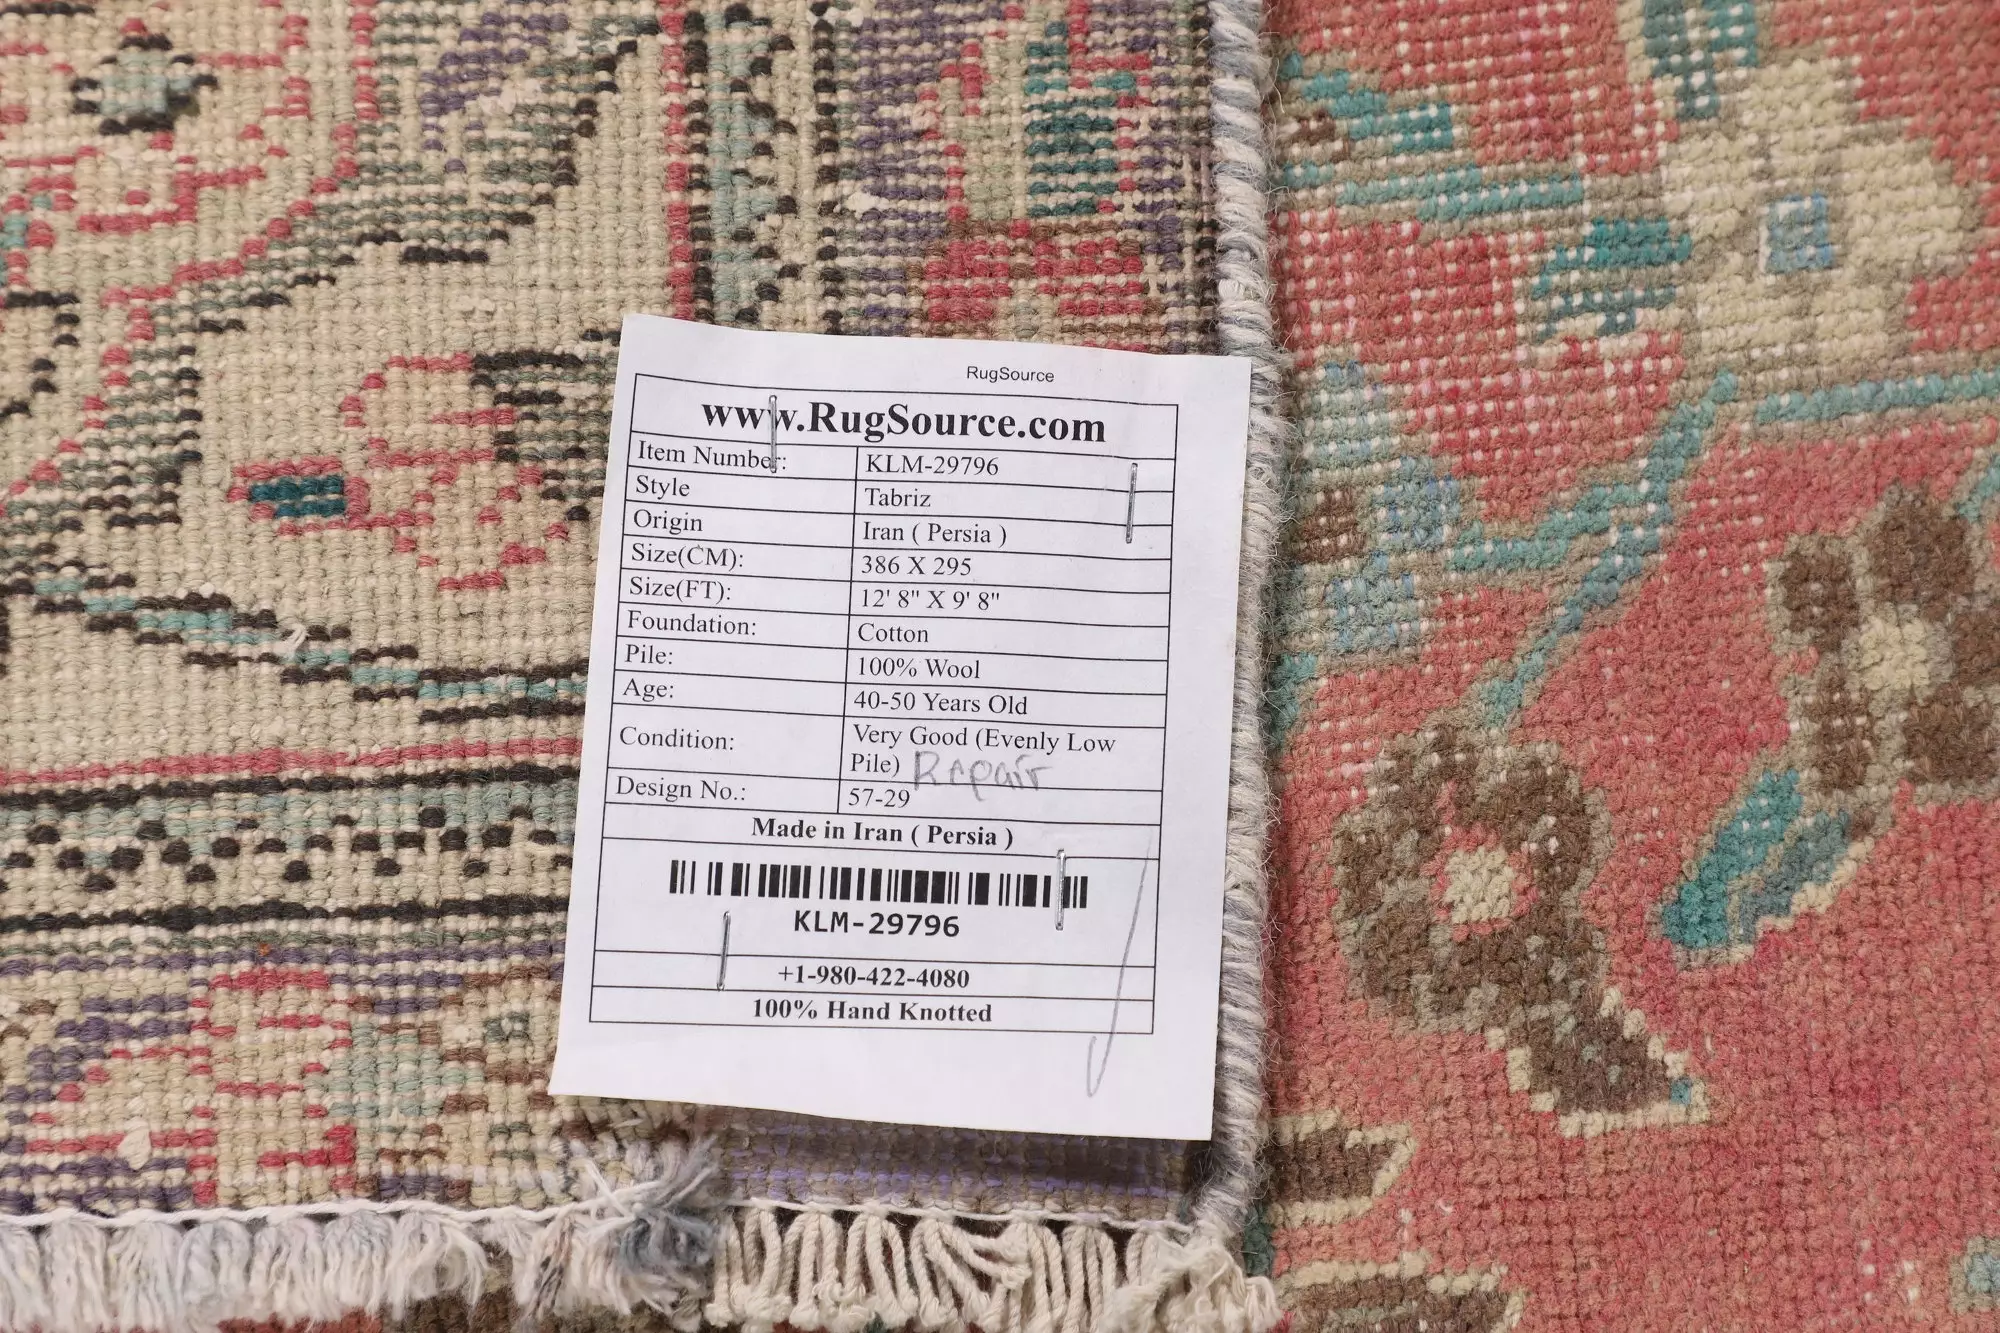 RugSource
www.RugSource.com
Item Number: KLM-29796
Style Tabriz
Origin Iran ( Persia )
Size(CM): 386 X 295
Size(FT): 12' 8" X 9' 8"
Foundation: Cotton
Pile: 100% Wool
Age: 40-50 Years Old
Condition: Very Good (Evenly Low
Pile) Repair
Design No.: 57-29
Made in Iran ( Persia )
KLM-29796
+1-980-422-4080
100% Hand Knotted